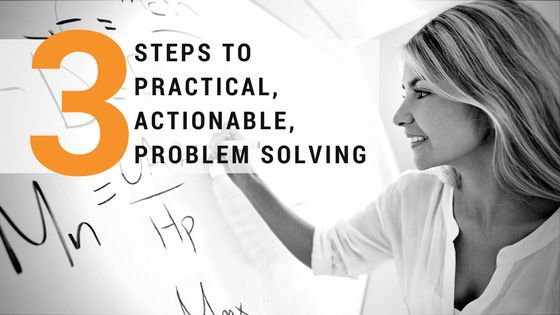 3 STEPS TO
PRACTICAL,
ACTIONABLE,
PROBLEM SOLVING
Mn =
Hp